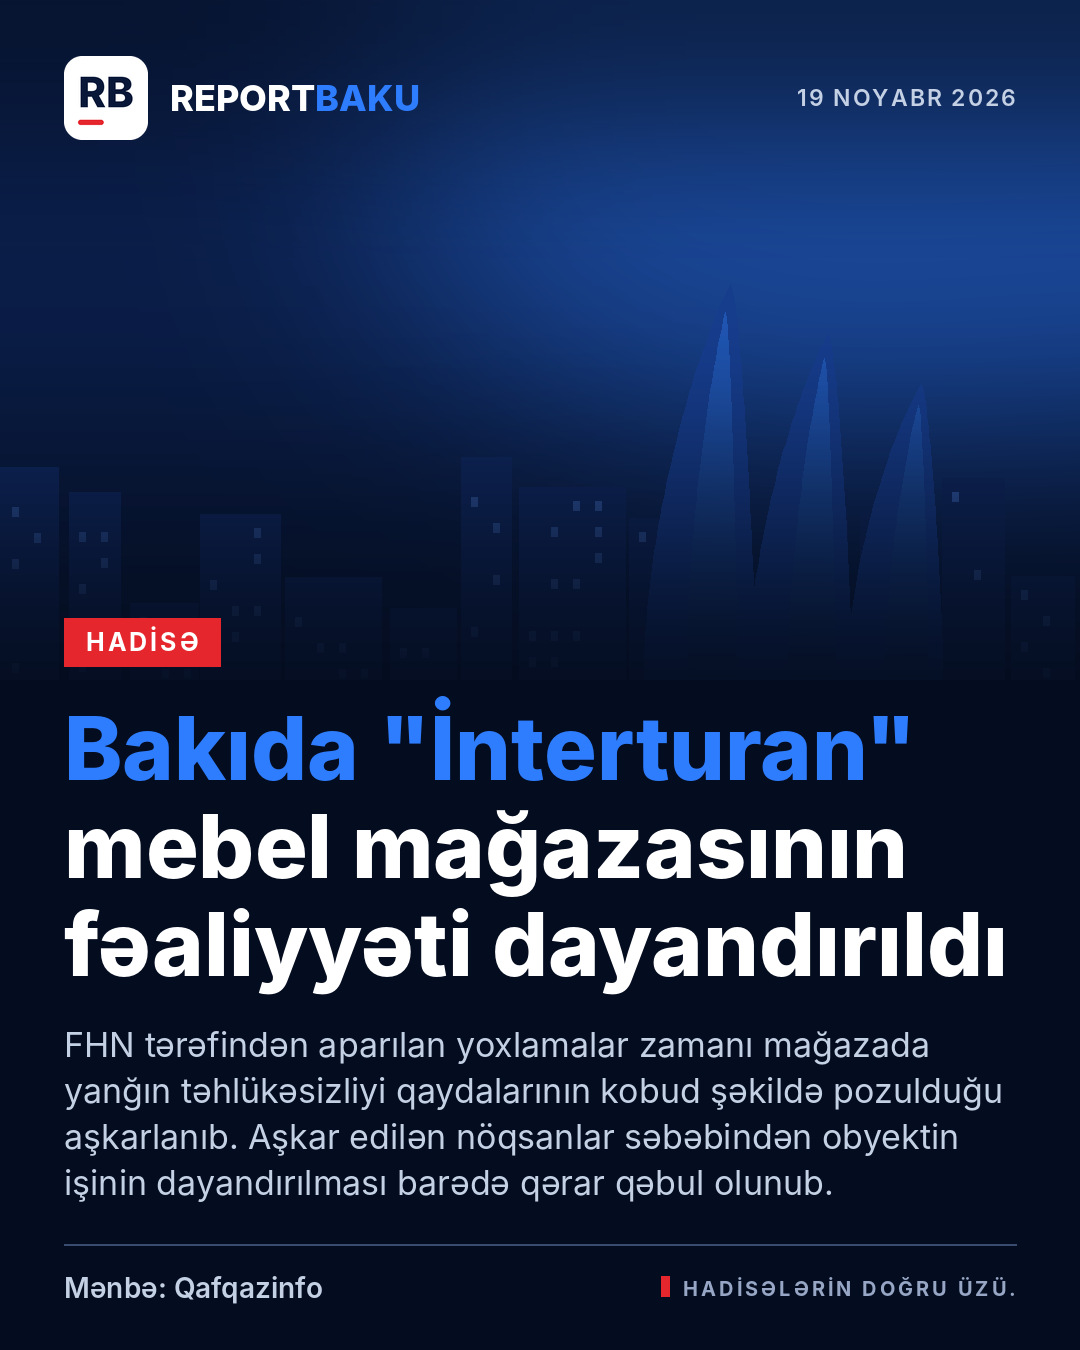 RB
REPORTBAKU
19 NOYABR 2026
HADİSƏ
Bakıda "İnterturan"
mebel mağazasının
fəaliyyəti dayandırıldı
FHN tərəfindən aparılan yoxlamalar zamanı mağazada
yanğın təhlükəsizliyi qaydalarının kobud şəkildə pozulduğu
aşkarlanıb. Aşkar edilən nöqsanlar səbəbindən obyektin
işinin dayandırılması barədə qərar qəbul olunub.
Mənbə: Qafqazinfo
HADİSƏLƏRİN DOĞRU ÜZÜ.